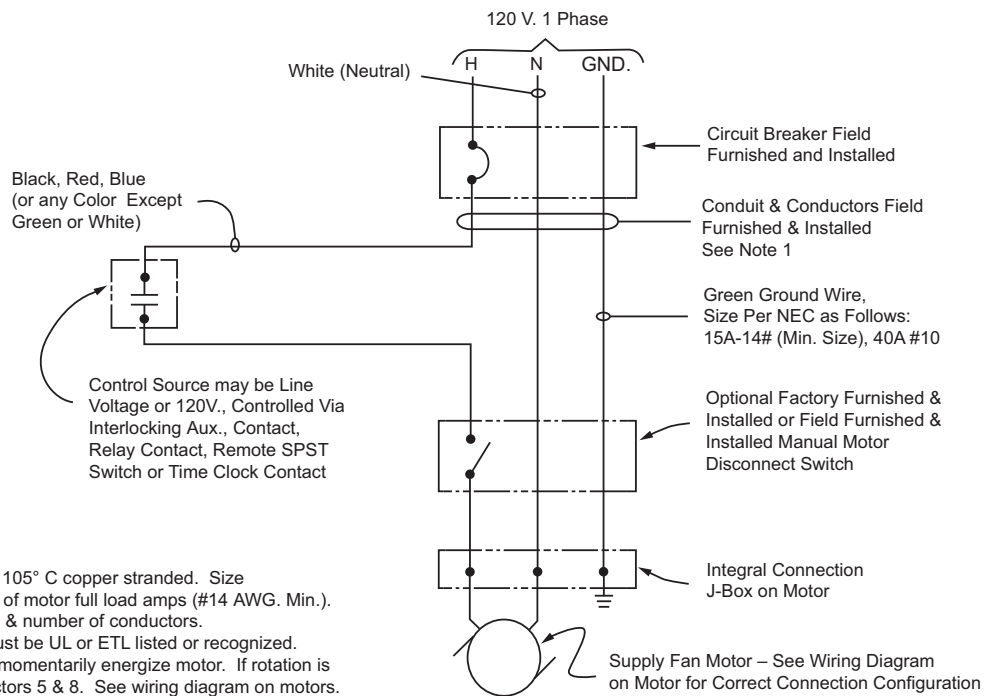 120 V. 1 Phase
H N GND.
White (Neutral)
Circuit Breaker Field
Furnished and Installed
Black, Red, Blue
(or any Color Except
Green or White)
Conduit & Conductors Field
Furnished & Installed
See Note 1
Green Ground Wire,
Size Per NEC as Follows:
15A-14# (Min. Size), 40A #10
Control Source may be Line
Voltage or 120V., Controlled Via
Interlocking Aux., Contact,
Relay Contact, Remote SPST
Switch or Time Clock Contact
Optional Factory Furnished &
Installed or Field Furnished &
Installed Manual Motor
Disconnect Switch
Integral Connection
J-Box on Motor
105° C copper stranded. Size
of motor full load amps (#14 AWG. Min.).
& number of conductors.
ust be UL or ETL listed or recognized.
momentarily energize motor. If rotation is
ctors 5 & 8. See wiring diagram on motors.
Supply Fan Motor – See Wiring Diagram
on Motor for Correct Connection Configuration